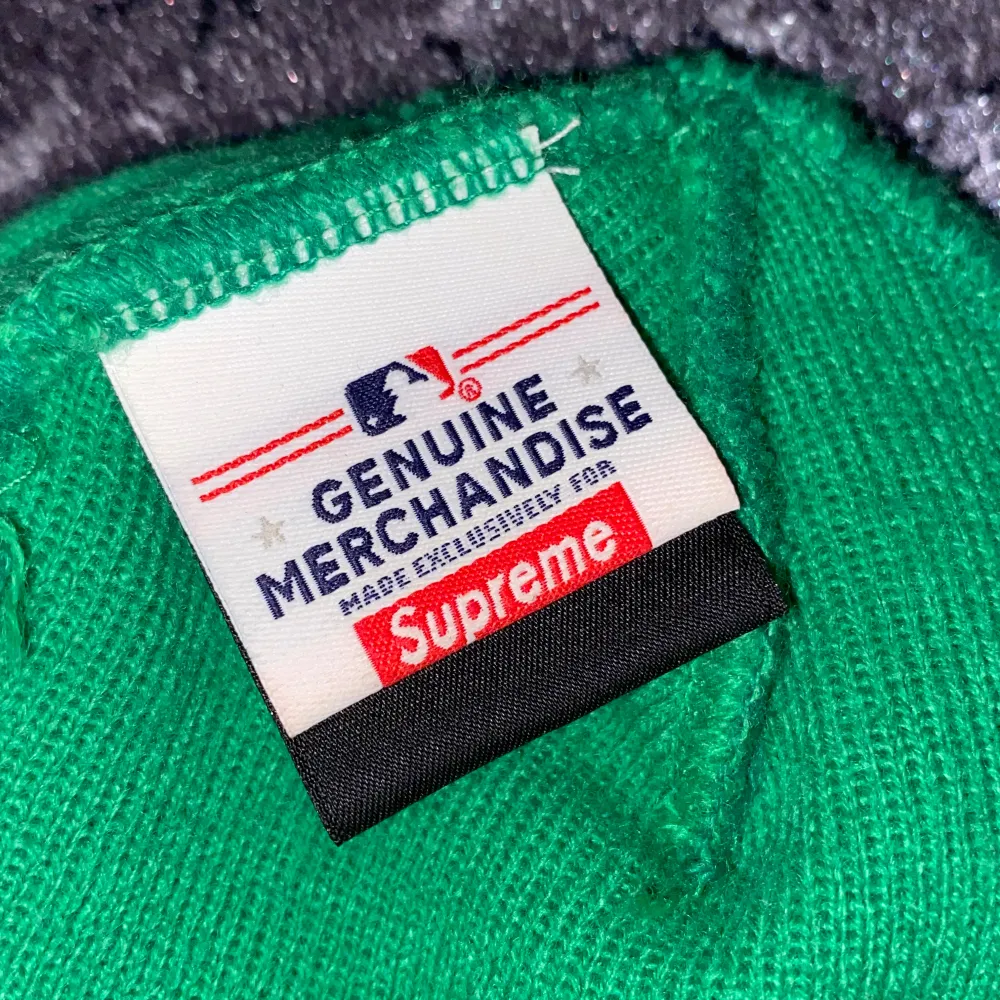 ®
GENUINE
MERCHANDISE
MADE EXCLUSIVELY FOR
Supreme